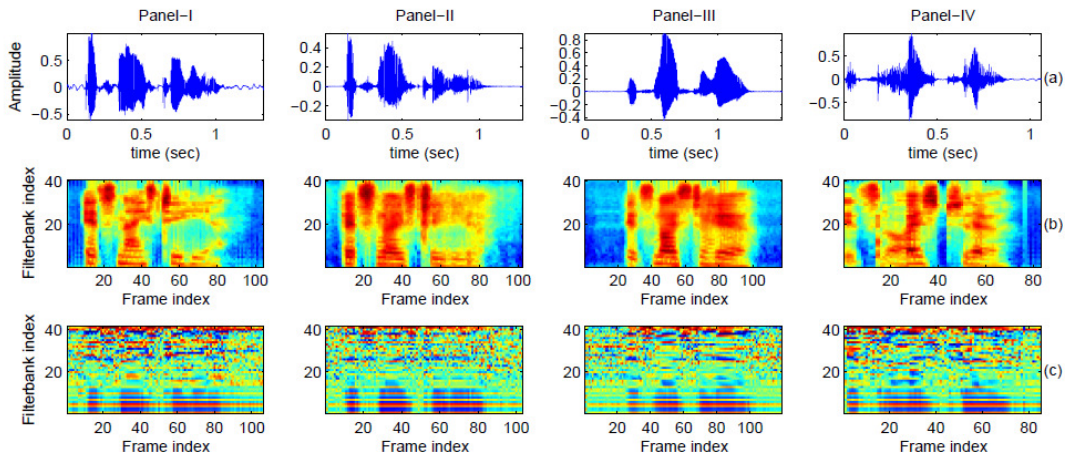 Panel-I Panel-II Panel-III Panel-IV
Amplitude
0.5
0
-0.5
0 0.5 1
time (sec)
0.4
0.2
0
-0.2
0 0.5 1
time (sec)
0.8
0.6
0.4
0.2
0
-0.2
-0.4
0 0.5 1
time (sec)
0.5
0
-0.5
0 0.5 1
time (sec)
(a)
Filterbank index
40
20
20 40 60 80 100
Frame index
40
20
20 40 60 80 100
Frame index
40
20
20 40 60 80 100
Frame index
40
20
20 40 60 80
Frame index
(b)
Filterbank index
40
20
20 40 60 80 100
Frame index
40
20
20 40 60 80 100
Frame index
40
20
20 40 60 80 100
Frame index
40
20
20 40 60 80
Frame index
(c)